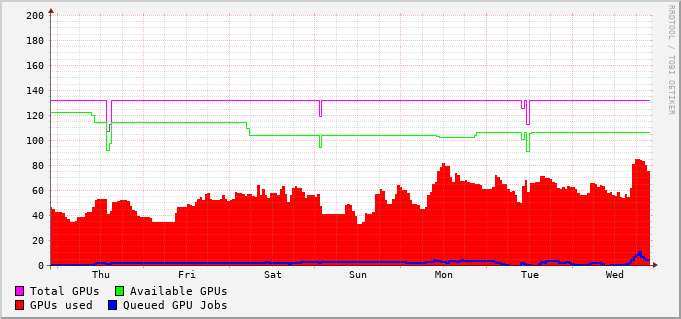 200
180
160
140
120
100
80
60
40
20
0
Thu Fri Sat Sun Mon Tue Wed
Total GPUs Available GPUs
GPUs used Queued GPU Jobs
RRDTOOL / TOBI OETIKER